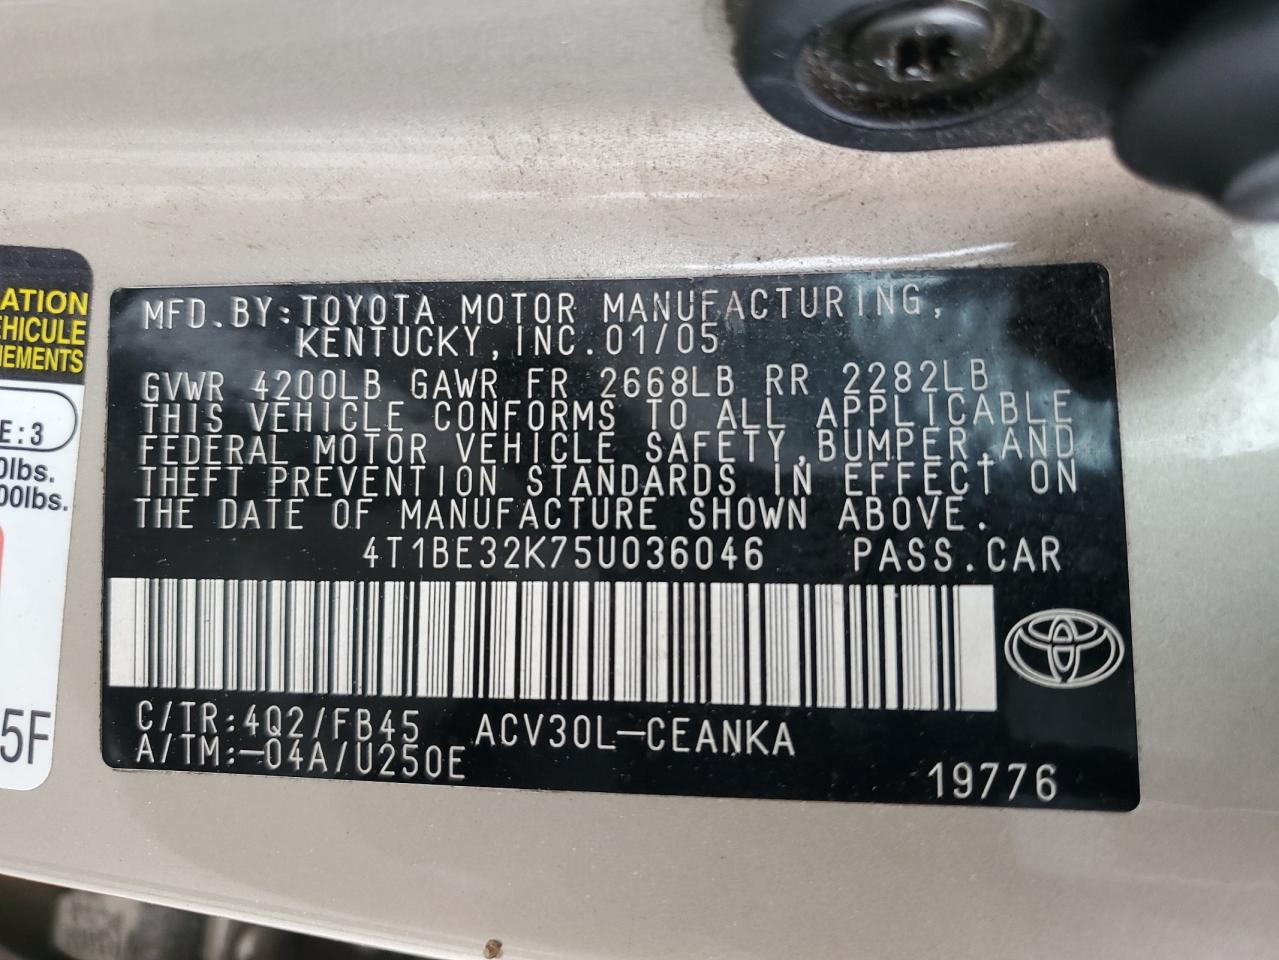 MFD.BY:TOYOTA MOTOR MANUFACTURING,
KENTUCKY,INC.01/05
GVWR 4200LB GAWR FR 2668LB RR 2282LB
THIS VEHICLE CONFORMS TO ALL APPLICABLE
FEDERAL MOTOR VEHICLE SAFETY,BUMPER,AND
THEFT PREVENTION STANDARDS IN EFFECT ON
THE DATE OF MANUFACTURE SHOWN ABOVE.
4T1BE32K75U036046 PASS.CAR
C/TR:4Q2/FB45 ACV30L-CEANKA
A/TM:-04A/U250E
19776
ATION
EHICULE
NEMENTS
E:3
0lbs.
00lbs.
5F